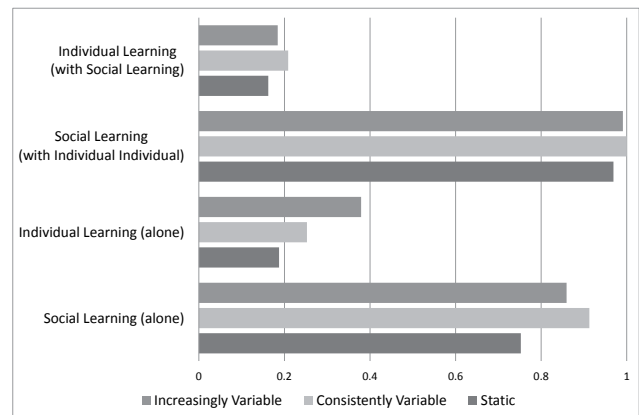 Individual Learning
(with Social Learning)
Social Learning
(with Individual Individual)
Individual Learning (alone)
Social Learning (alone)
0 0.2 0.4 0.6 0.8 1
Increasingly Variable Consistently Variable Static